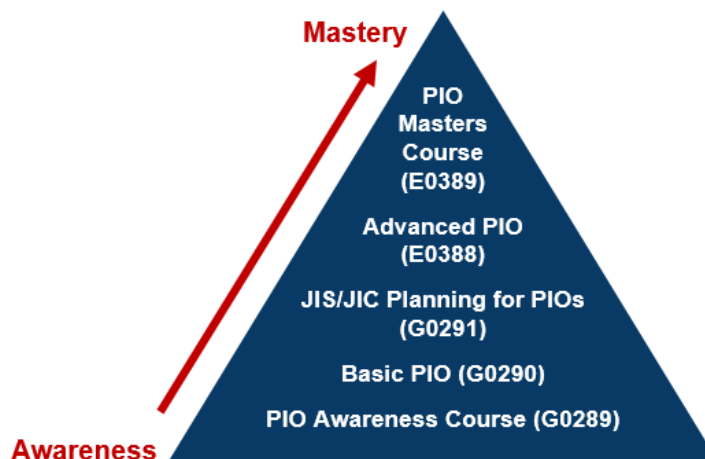 Mastery
PIO
Masters
Course
(E0389)
Advanced PIO
(E0388)
JIS/JIC Planning for PIOs
(G0291)
Basic PIO (G0290)
PIO Awareness Course (G0289)
Awareness